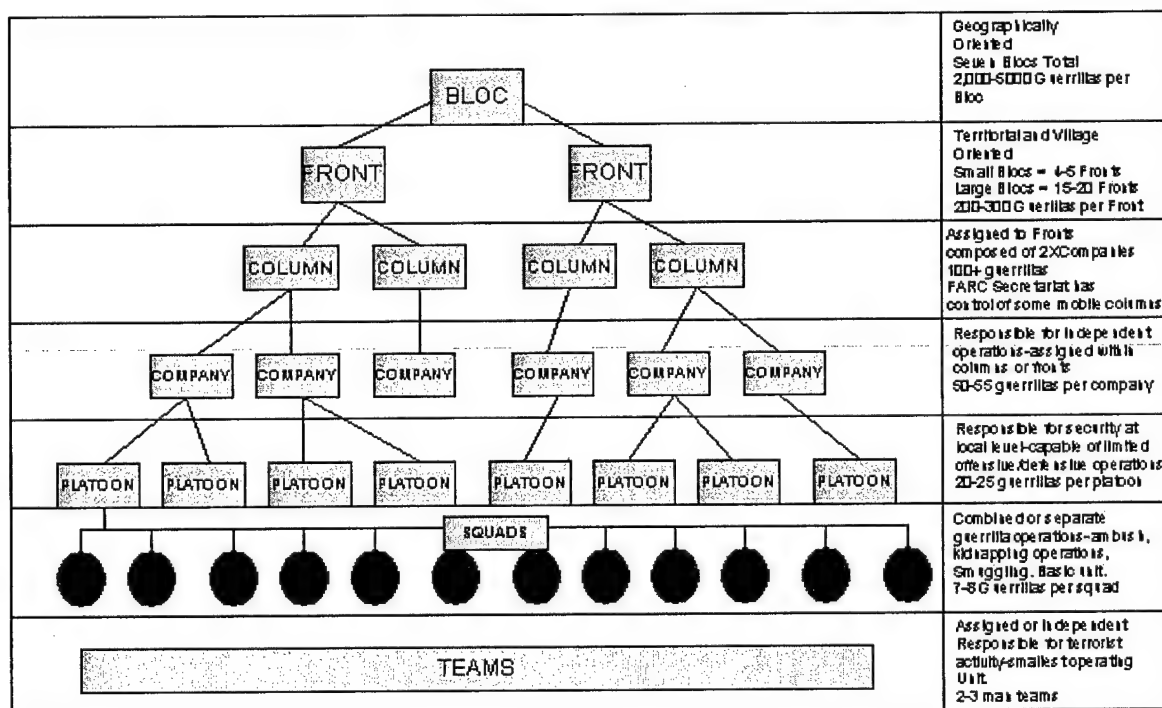 BLOC
Geographically
Oriented
Seven Blocs Total
2,000-5000 Guerrillas per
Bloc
FRONT
FRONT
Territorial and Village
Oriented
Small Blocs = 4-5 Fronts
Large Blocs = 15-20 Fronts
200-300 Guerillas per Front
COLUMN
COLUMN
COLUMN
COLUMN
Assigned to Fronts
composed of 2XCompanies
100+ guerrillas
FARC Secretariat has
control of some mobile columns
COMPANY
COMPANY
COMPANY
COMPANY
COMPANY
COMPANY
Responsible for independent
operations-assigned within
columns or fronts
50-55 guerrillas per company
PLATOON
PLATOON
PLATOON
PLATOON
PLATOON
PLATOON
PLATOON
PLATOON
Responsible for security at
local level-capable of limited
offensive/defensive operations
20-25 guerrillas per platoon
SQUADS
Combined or separate
guerrilla operations-ambush,
kidnapping operations,
Smuggling. Basic unit.
7-8 Guerrillas per squad
TEAMS
Assigned or Independent
Responsible for terrorist
activity-smallest operating
Unit.
2-3 man teams